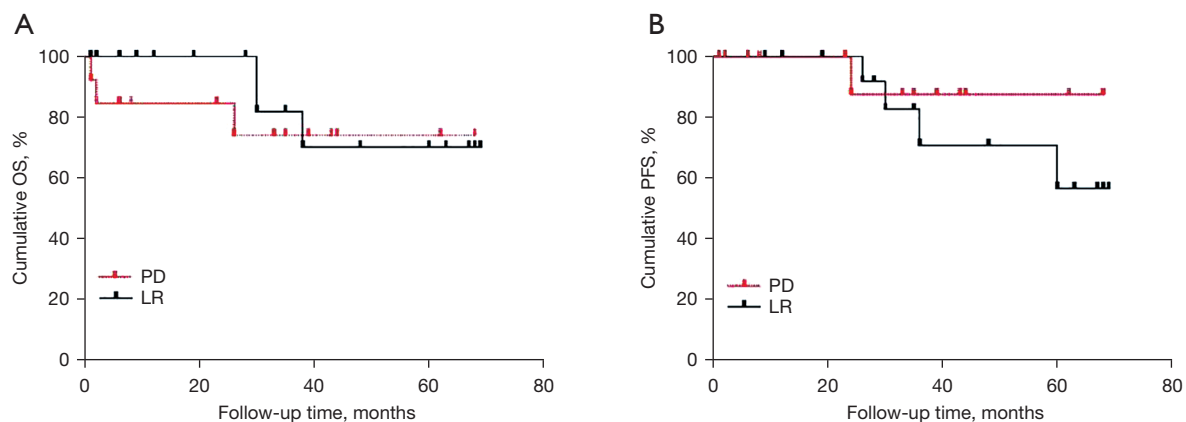 A
100
80
60
40
20
0
Cumulative OS, %
PD
LR
0 20 40 60 80
Follow-up time, months
B
100
80
60
40
20
0
Cumulative PFS, %
PD
LR
0 20 40 60 80
Follow-up time, months